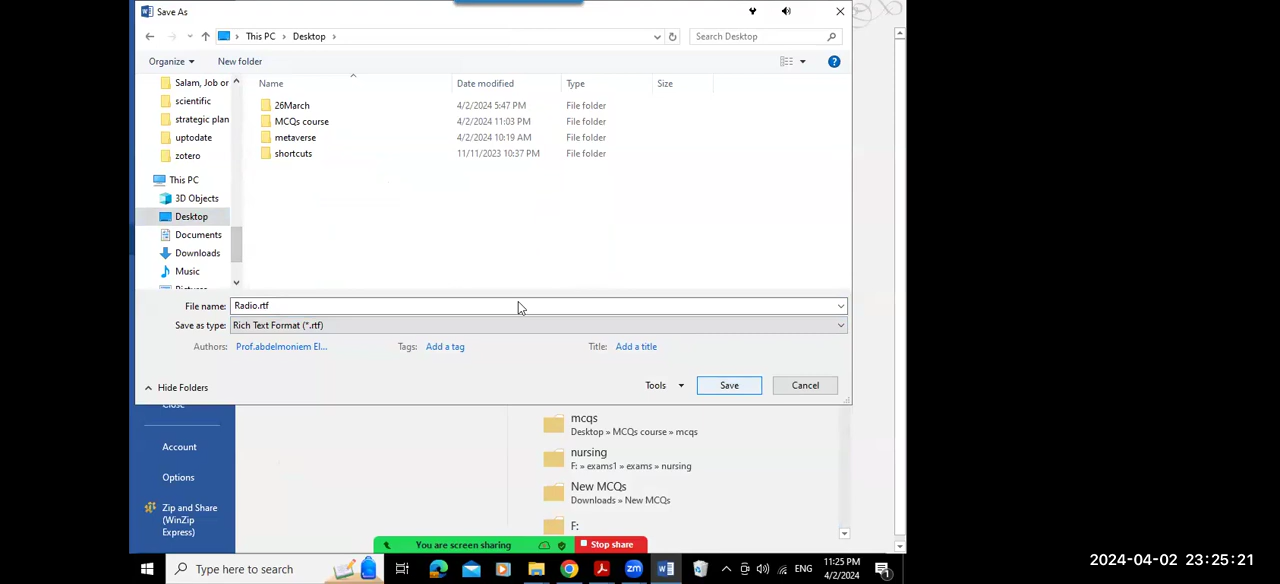 Save As
This PC
Desktop
Search Desktop
Organize
New folder
Name
Date modified
Type
Size
Salam, Job or
scientific
strategic plan
uptodate
zotero
This PC
3D Objects
Desktop
Documents
Downloads
Music
26March
4/2/2024 5:47 PM
File folder
MCQs course
4/2/2024 11:03 PM
File folder
metaverse
4/2/2024 10:19 AM
File folder
shortcuts
11/11/2023 10:37 PM
File folder
File name: Radio.rtf
Save as type: Rich Text Format (*.rtf)
Authors: Prof.abdelmoniem El...
Tags: Add a tag
Title: Add a title
Hide Folders
Tools
Save
Cancel
Close
Account
Options
Zip and Share
(WinZip
Express)
mcqs
Desktop » MCQs course » mcqs
nursing
F: » exams1 » exams » nursing
New MCQs
Downloads » New MCQs
F:
You are screen sharing
Stop share
Type here to search
ENG
11:25 PM
4/2/2024
1
2024-04-02 23:25:21